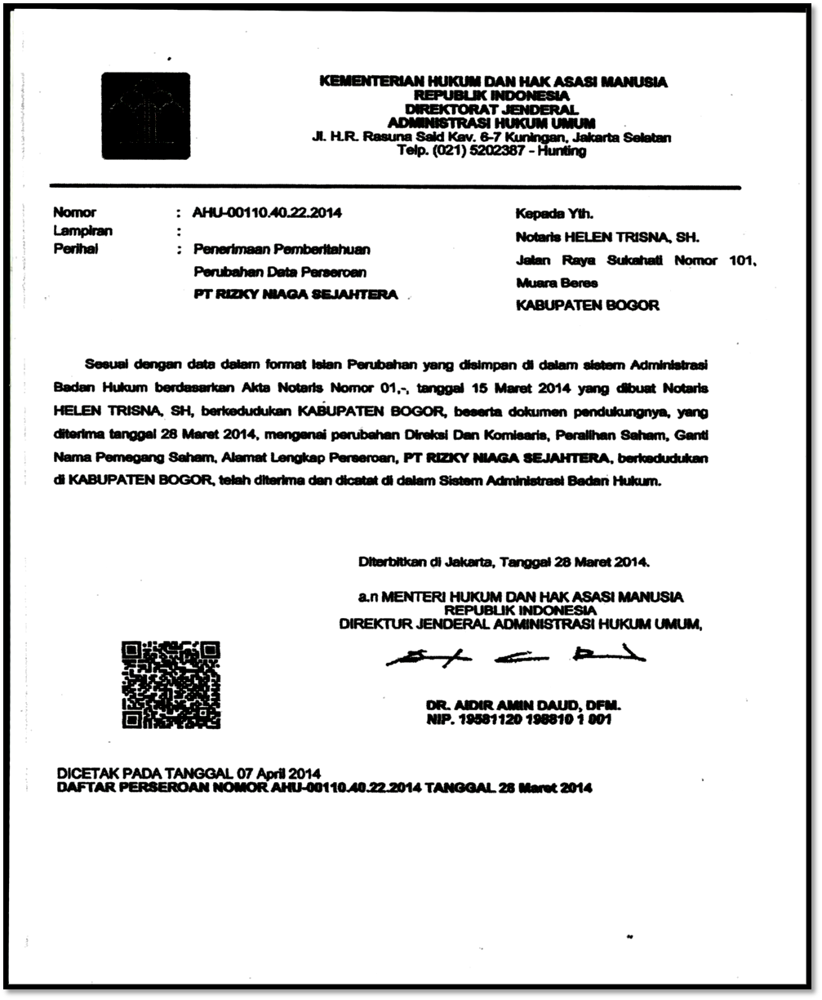 KEMENTERIAN HUKUM DAN HAK ASASI MANUSIA
REPUBLIK INDONESIA
DIREKTORAT JENDERAL
ADMINISTRASI HUKUM UMUM
Jl. H.R. Rasuna Said Kav. 6-7 Kuningan, Jakarta Selatan
Telp. (021) 5202387 - Hunting
Nomor : AHU-00110.40.22.2014
Lampiran :
Perihal : Penerimaan Pemberitahuan
Perubahan Data Perseroan
PT RIZKY NIAGA SEJAHTERA
Kepada Yth.
Notaris HELEN TRISNA, SH.
Jalan Raya Sukahati Nomor 101,
Muara Beres
KABUPATEN BOGOR
Sesuai dengan data dalam format Isian Perubahan yang disimpan di dalam sistem Administrasi
Badan Hukum berdasarkan Akta Notaris Nomor 01,-, tanggal 15 Maret 2014 yang dibuat Notaris
HELEN TRISNA, SH, berkedudukan KABUPATEN BOGOR, beserta dokumen pendukungnya, yang
diterima tanggal 28 Maret 2014, mengenai perubahan Direksi Dan Komisaris, Peralihan Saham, Ganti
Nama Pemegang Saham, Alamat Lengkap Perseroan, PT RIZKY NIAGA SEJAHTERA, berkedudukan
di KABUPATEN BOGOR, telah diterima dan dicatat di dalam Sistem Administrasi Badan Hukum.
Diterbitkan di Jakarta, Tanggal 28 Maret 2014.
a.n MENTERI HUKUM DAN HAK ASASI MANUSIA
REPUBLIK INDONESIA
DIREKTUR JENDERAL ADMINISTRASI HUKUM UMUM,
DR. AIDIR AMIN DAUD, DFM.
NIP. 19581120 198810 1 001
DICETAK PADA TANGGAL 07 April 2014
DAFTAR PERSEROAN NOMOR AHU-00110.40.22.2014 TANGGAL 28 Maret 2014